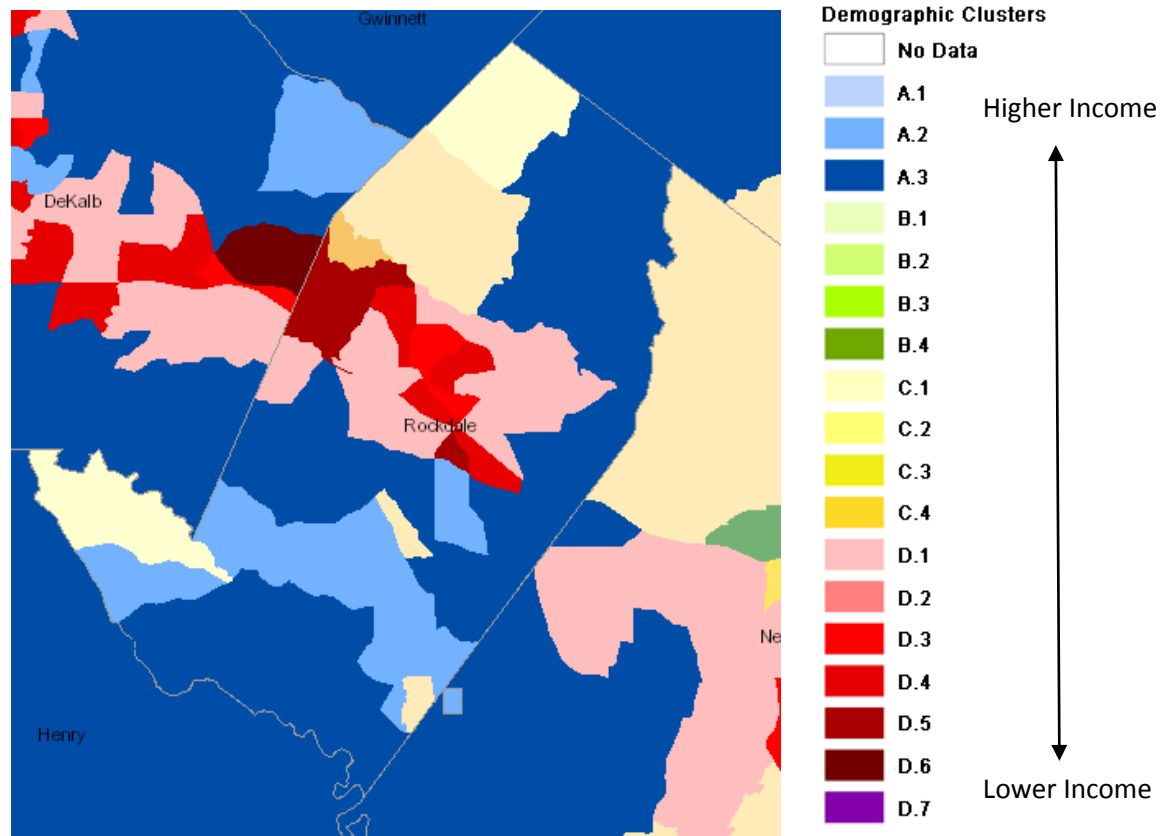 Gwinnett
DeKalb
Rockdale
Ne
Henry
Demographic Clusters
No Data
A.1
A.2
A.3
B.1
B.2
B.3
B.4
C.1
C.2
C.3
C.4
D.1
D.2
D.3
D.4
D.5
D.6
D.7
Higher Income
Lower Income